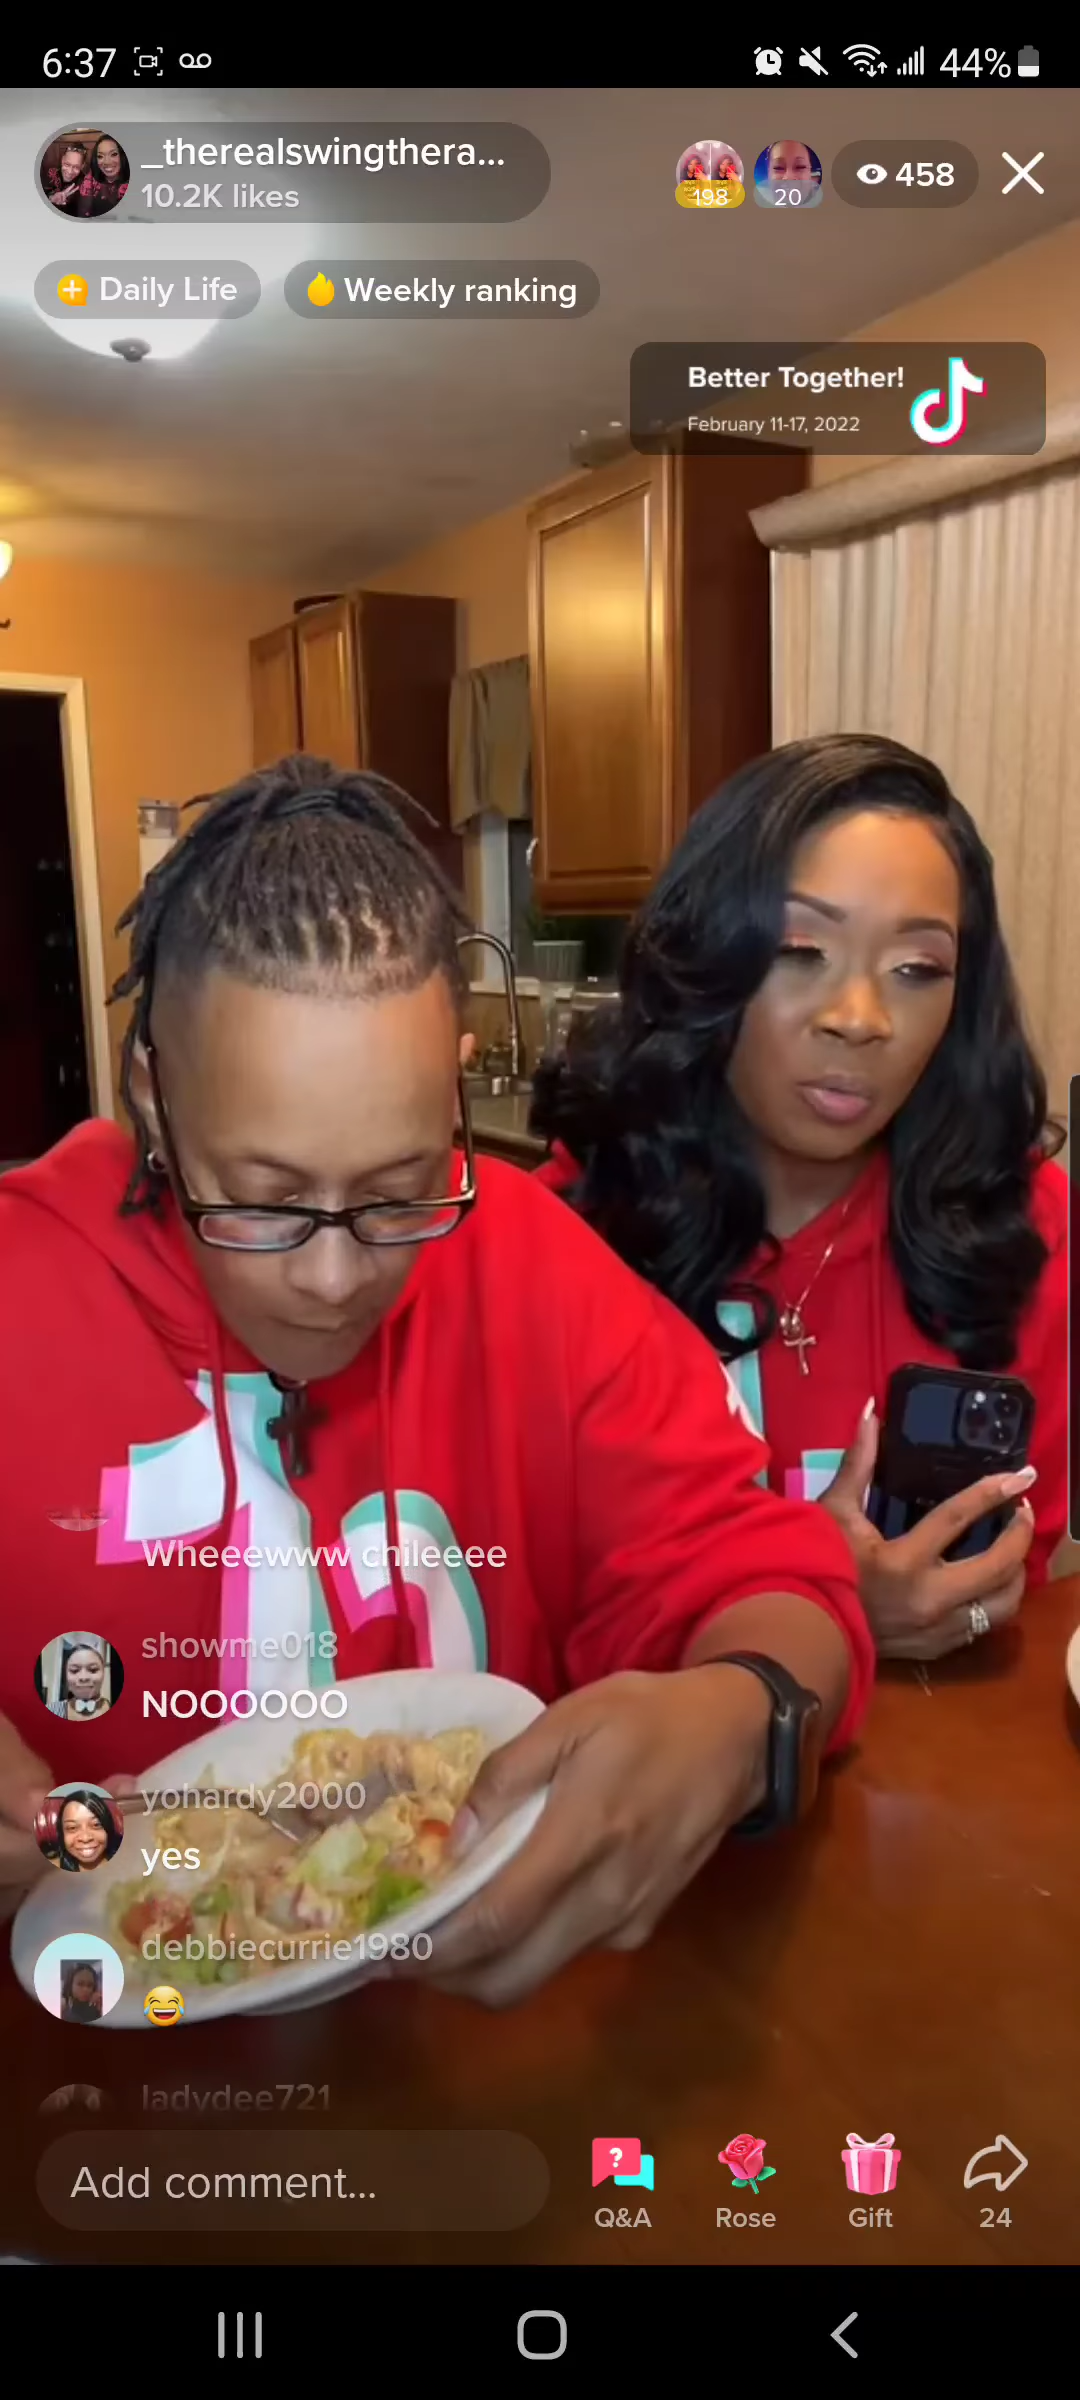 6:37
44%
_therealswingthera...
10.2K likes
198
20
458
Daily Life
Weekly ranking
Better Together!
February 11-17, 2022
Wheeewww chileeee
showme018
NOOOOOO
yohardy2000
yes
debbiecurrie1980
😂
ladydee721
Add comment...
Q&A
Rose
Gift
24